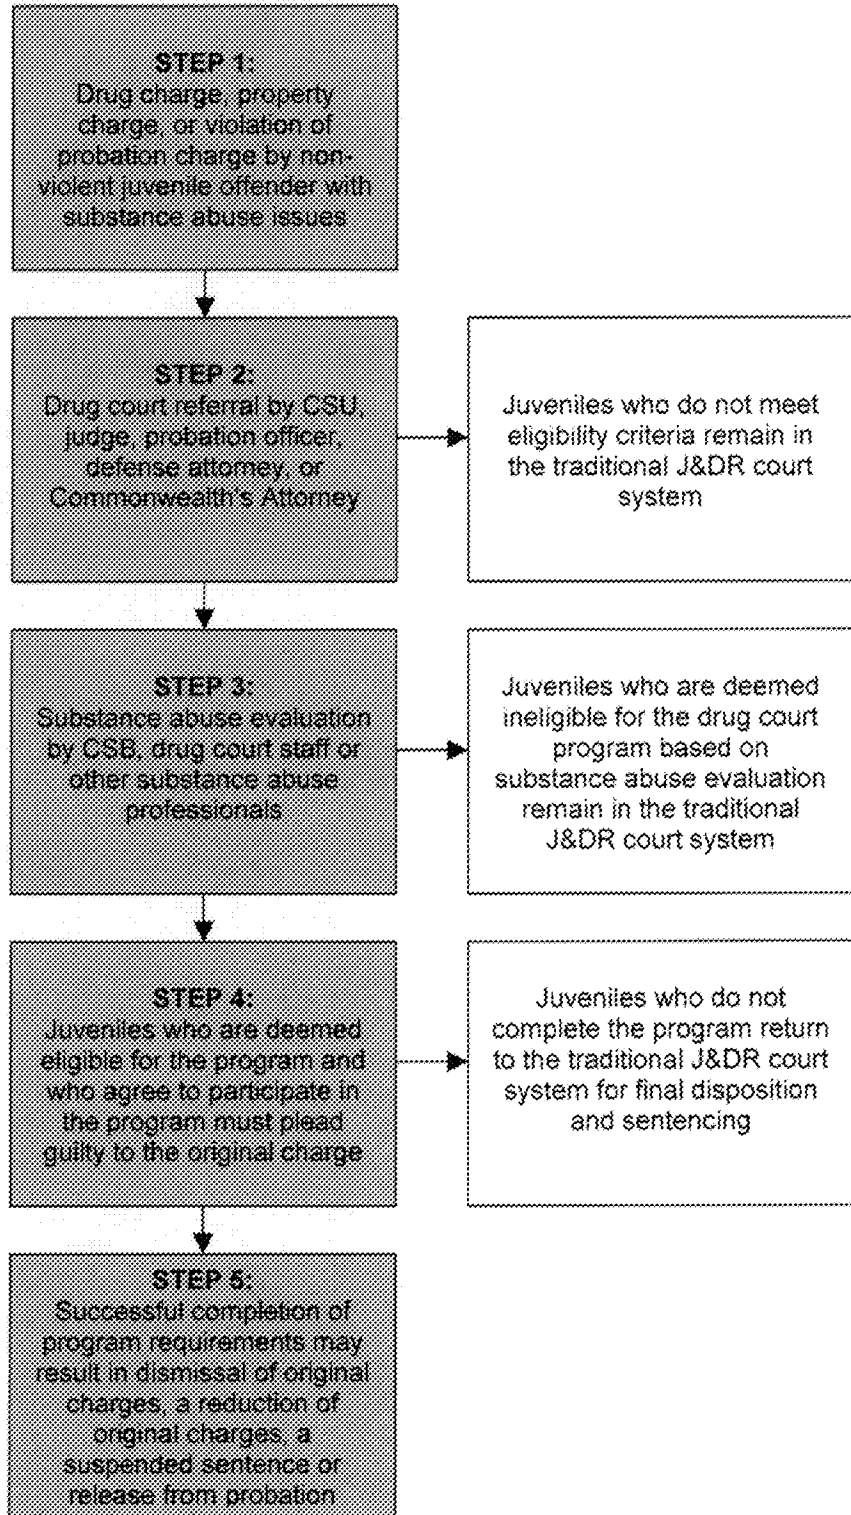 STEP 1:
Drug charge, property
charge, or violation of
probation charge by non-
violent juvenile offender with
substance abuse issues
STEP 2:
Drug court referral by CSU,
judge, probation officer,
defense attorney, or
Commonwealth's Attorney
Juveniles who do not meet
eligibility criteria remain in
the traditional J&DR court
system
STEP 3:
Substance abuse evaluation
by CSB, drug court staff or
other substance abuse
professionals
Juveniles who are deemed
ineligible for the drug court
program based on
substance abuse evaluation
remain in the traditional
J&DR court system
STEP 4:
Juveniles who are deemed
eligible for the program and
who agree to participate in
the program must plead
guilty to the original charge
Juveniles who do not
complete the program return
to the traditional J&DR court
system for final disposition
and sentencing
STEP 5:
Successful completion of
program requirements may
result in dismissal of original
charges, a reduction of
original charges, a
suspended sentence or
release from probation